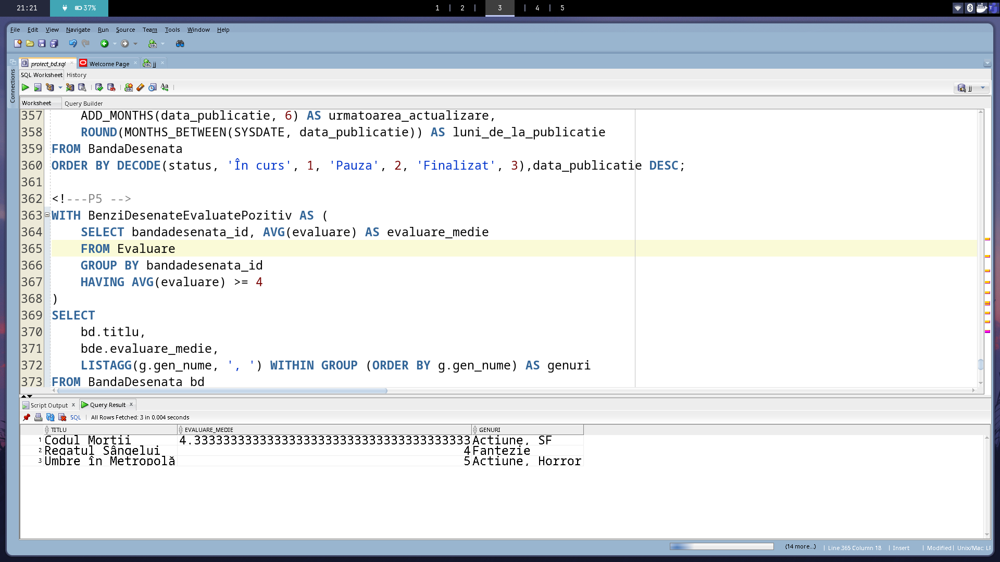 21:21 37% 1 | 2 | 3 | 4 | 5
File Edit View Navigate Run Source Team Tools Window Help
Connections
proiect_bd.sql Welcome Page jj
SQL Worksheet History
jj
Worksheet Query Builder
357 ADD_MONTHS(data_publicatie, 6) AS urmatoarea_actualizare,
358 ROUND(MONTHS_BETWEEN(SYSDATE, data_publicatie)) AS luni_de_la_publicatie
359 FROM BandaDesenata
360 ORDER BY DECODE(status, 'În curs', 1, 'Pauza', 2, 'Finalizat', 3),data_publicatie DESC;
361
362 <!---P5 -->
363 WITH BenziDesenateEvaluatePozitiv AS (
364 SELECT bandadesenata_id, AVG(evaluare) AS evaluare_medie
365 FROM Evaluare
366 GROUP BY bandadesenata_id
367 HAVING AVG(evaluare) >= 4
368 )
369 SELECT
370 bd.titlu,
371 bde.evaluare_medie,
372 LISTAGG(g.gen_nume, ', ') WITHIN GROUP (ORDER BY g.gen_nume) AS genuri
373 FROM BandaDesenata bd
Script Output x Query Result x
SQL | All Rows Fetched: 3 in 0.004 seconds
TITLU EVALUARE_MEDIE GENURI
1 Codul Morții 4.33333333333333333333333333333333333333 Acțiune, SF
2 Regatul Sângelui 4 Fantezie
3 Umbre în Metropolă 5 Acțiune, Horror
(14 more...) | Line 365 Column 18 | Insert | Modified | Unix/Mac: LF